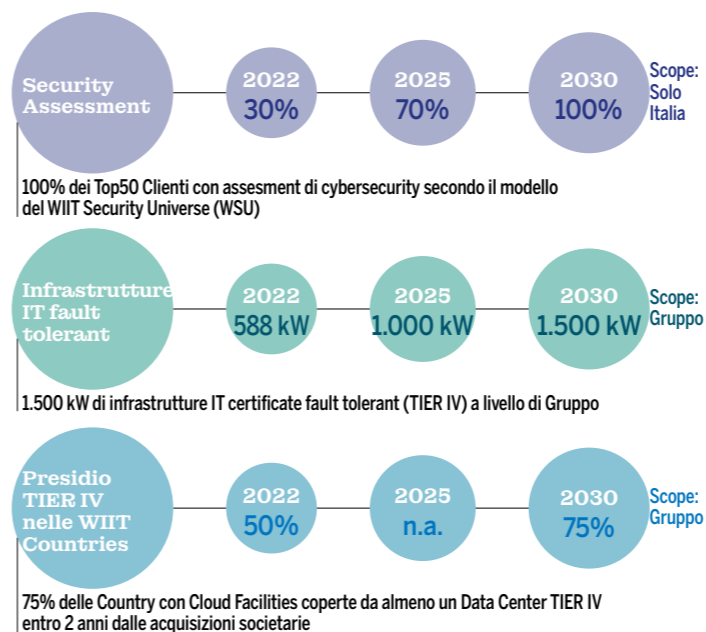 Security
Assessment
2022
30%
2025
70%
2030
100%
Scope:
Solo
Italia
100% dei Top50 Clienti con assesment di cybersecurity secondo il modello
del WIIT Security Universe (WSU)
Infrastrutture
IT fault
tolerant
2022
588 kW
2025
1.000 kW
2030
1.500 kW
Scope:
Gruppo
1.500 kW di infrastrutture IT certificate fault tolerant (TIER IV) a livello di Gruppo
Presidio
TIER IV
nelle WIIT
Countries
2022
50%
2025
n.a.
2030
75%
Scope:
Gruppo
75% delle Country con Cloud Facilities coperte da almeno un Data Center TIER IV
entro 2 anni dalle acquisizioni societarie